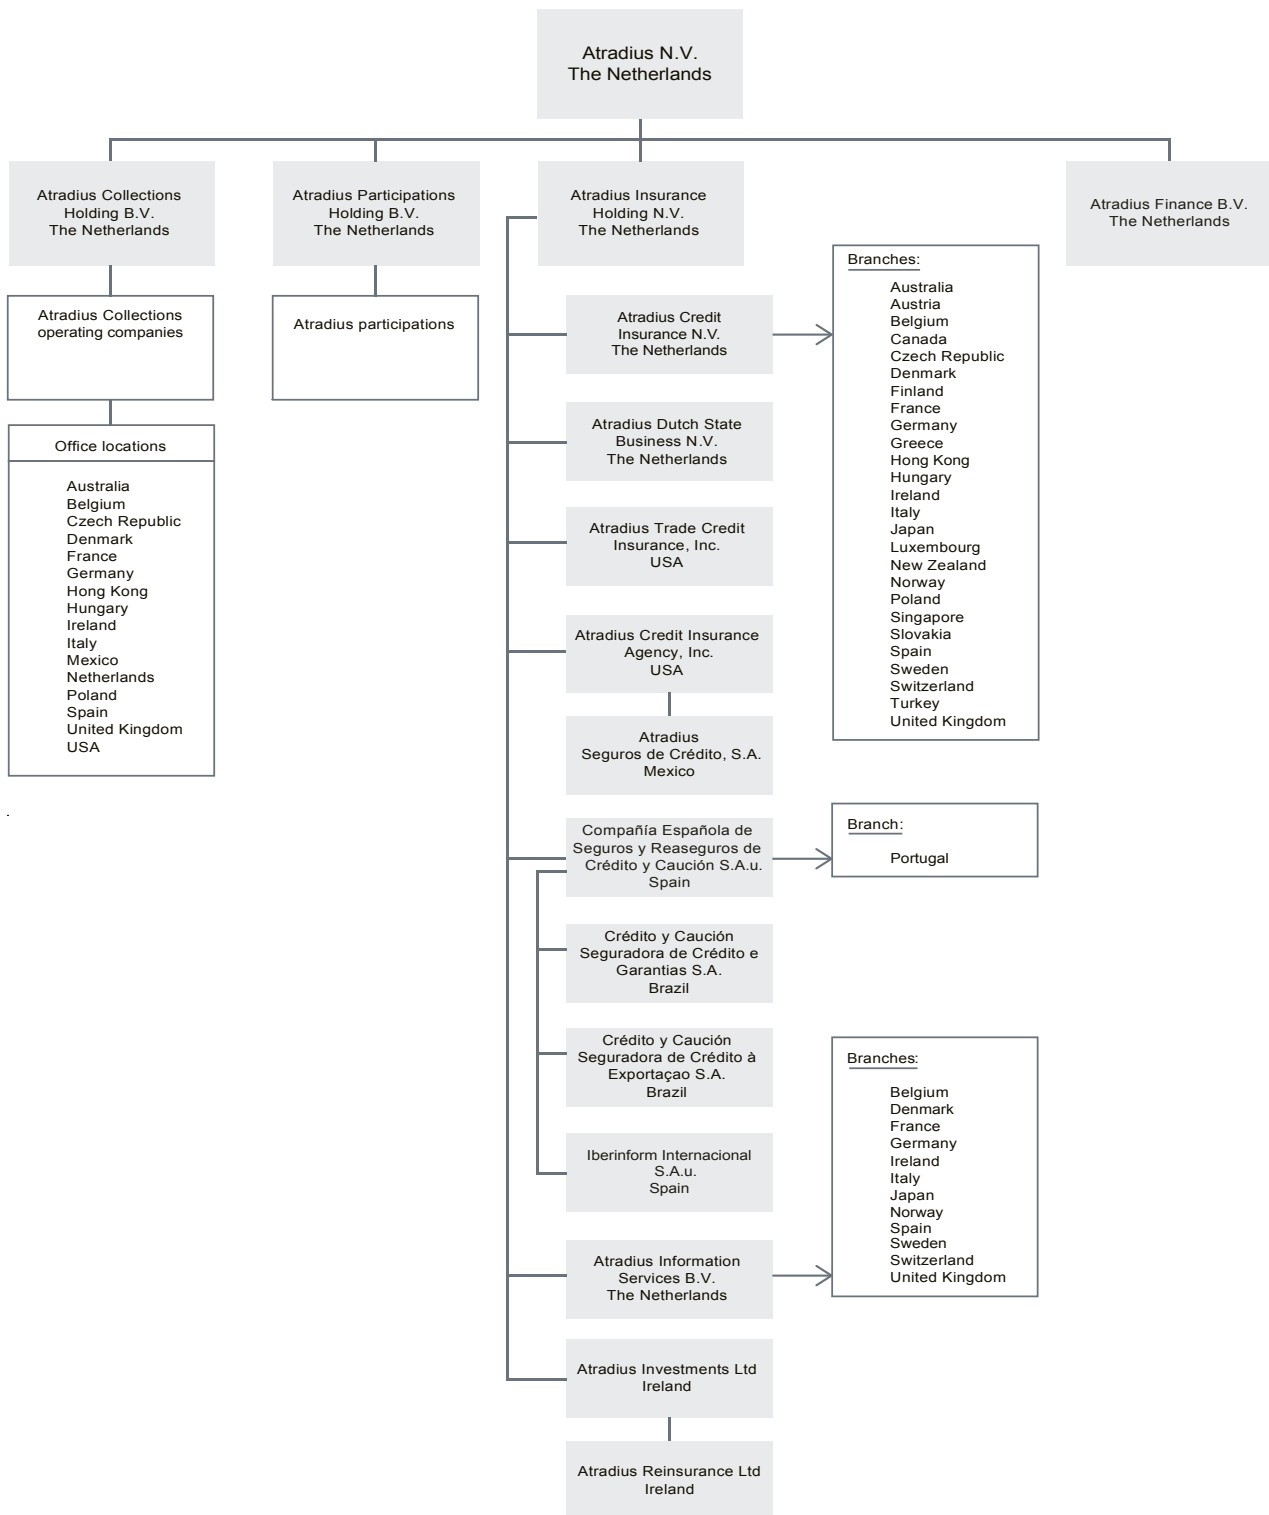 Atradius N.V.
The Netherlands
Atradius Collections
Holding B.V.
The Netherlands
Atradius Participations
Holding B.V.
The Netherlands
Atradius Insurance
Holding N.V.
The Netherlands
Atradius Finance B.V.
The Netherlands
Atradius Collections
operating companies
Office locations
Australia
Belgium
Czech Republic
Denmark
France
Germany
Hong Kong
Hungary
Ireland
Italy
Mexico
Netherlands
Poland
Spain
United Kingdom
USA
.
Atradius participations
Atradius Credit
Insurance N.V.
The Netherlands
Branches:
Australia
Austria
Belgium
Canada
Czech Republic
Denmark
Finland
France
Germany
Greece
Hong Kong
Hungary
Ireland
Italy
Japan
Luxembourg
New Zealand
Norway
Poland
Singapore
Slovakia
Spain
Sweden
Switzerland
Turkey
United Kingdom
Atradius Dutch State
Business N.V.
The Netherlands
Atradius Trade Credit
Insurance, Inc.
USA
Atradius Credit Insurance
Agency, Inc.
USA
Atradius
Seguros de Crédito, S.A.
Mexico
Compañía Española de
Seguros y Reaseguros de
Crédito y Caución S.A.u.
Spain
Branch:
Portugal
Crédito y Caución
Seguradora de Crédito e
Garantias S.A.
Brazil
Crédito y Caución
Seguradora de Crédito à
Exportaçao S.A.
Brazil
Iberinform Internacional
S.A.u.
Spain
Atradius Information
Services B.V.
The Netherlands
Branches:
Belgium
Denmark
France
Germany
Ireland
Italy
Japan
Norway
Spain
Sweden
Switzerland
United Kingdom
Atradius Investments Ltd
Ireland
Atradius Reinsurance Ltd
Ireland